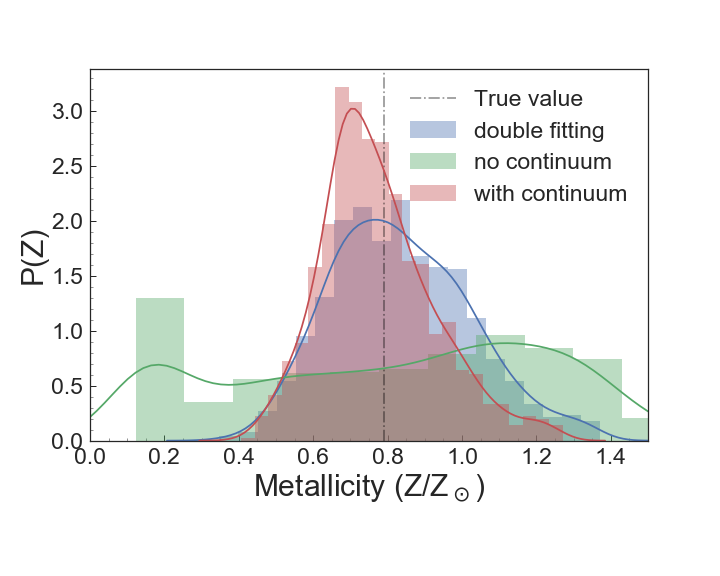 P(Z)
3.0
2.5
2.0
1.5
1.0
0.5
0.0
True value
double fitting
no continuum
with continuum
0.0 0.2 0.4 0.6 0.8 1.0 1.2 1.4
Metallicity (Z/Z⊙)